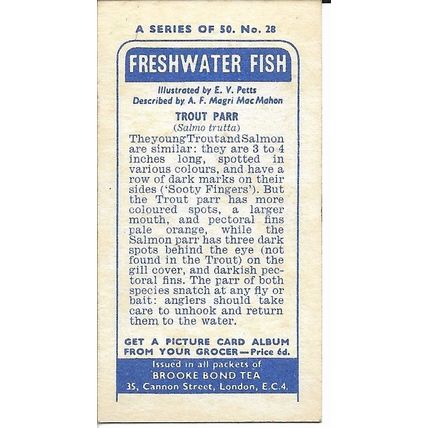 A SERIES OF 50. No. 28
FRESHWATER FISH
Illustrated by E. V. Petts
Described by A. F. Magri MacMahon
TROUT PARR
(Salmo trutta)
The young Trout and Salmon
are similar: they are 3 to 4
inches long, spotted in
various colours, and have a
row of dark marks on their
sides ('Sooty Fingers'). But
the Trout parr has more
coloured spots, a larger
mouth, and pectoral fins
pale orange, while the
Salmon parr has three dark
spots behind the eye (not
found in the Trout) on the
gill cover, and darkish pec-
toral fins. The parr of both
species snatch at any fly or
bait: anglers should take
care to unhook and return
them to the water.
GET A PICTURE CARD ALBUM
FROM YOUR GROCER—Price 6d.
Issued in all packets of
BROOKE BOND TEA
35, Cannon Street, London, E.C.4.